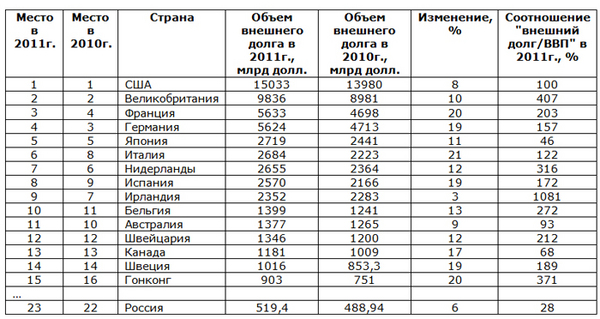 Место в 2011г. Место в 2010г. Страна Объем внешнего долга в 2011г., млрд долл. Объем внешнего долга в 2010г., млрд долл. Изменение, % Соотношение "внешний долг/ВВП" в 2011г., %
1 1 США 15033 13980 8 100
2 2 Великобритания 9836 8981 10 407
3 4 Франция 5633 4698 20 203
4 3 Германия 5624 4713 19 157
5 5 Япония 2719 2441 11 46
6 8 Италия 2684 2223 21 122
7 6 Нидерланды 2655 2364 12 316
8 9 Испания 2570 2166 19 172
9 7 Ирландия 2352 2283 3 1081
10 11 Бельгия 1399 1241 13 272
11 10 Австралия 1377 1265 9 93
12 12 Швейцария 1346 1200 12 212
13 13 Канада 1181 1009 17 68
14 14 Швеция 1016 853,3 19 189
15 16 Гонконг 903 751 20 371
...
23 22 Россия 519,4 488,94 6 28